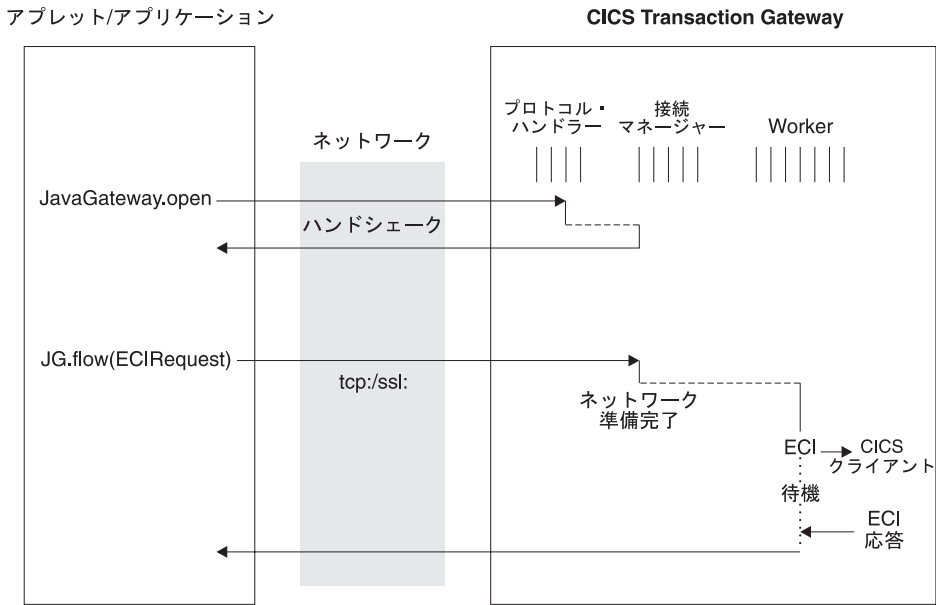 アプレット/アプリケーション
CICS Transaction Gateway
プロトコル・
ハンドラー
接続
マネージャー
Worker
ネットワーク
JavaGateway.open
ハンドシェーク
JG.flow(ECIRequest)
tcp:/ssl:
ネットワーク
準備完了
ECI
CICS
クライアント
待機
ECI
応答